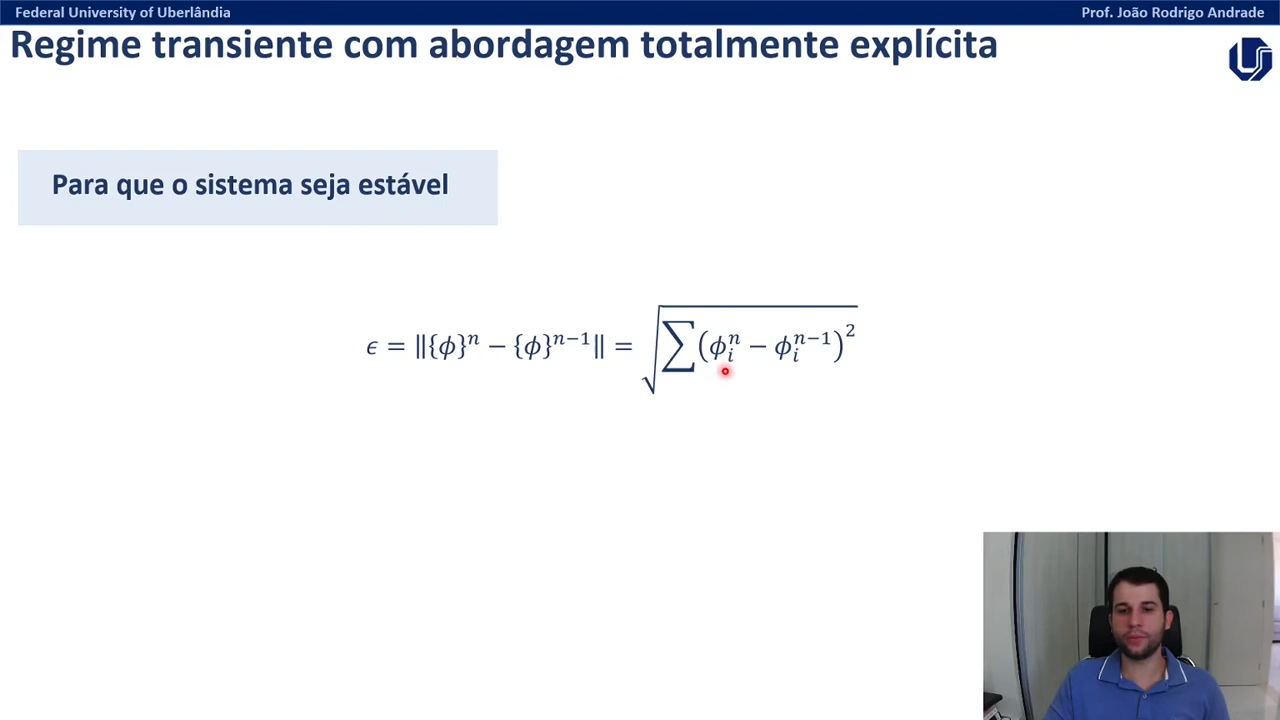 Federal University of Uberlândia
Prof. João Rodrigo Andrade
Regime transiente com abordagem totalmente explícita
Para que o sistema seja estável
ϵ = ‖{ϕ}ⁿ − {ϕ}ⁿ⁻¹‖ = √∑(ϕᵢⁿ − ϕᵢⁿ⁻¹)²